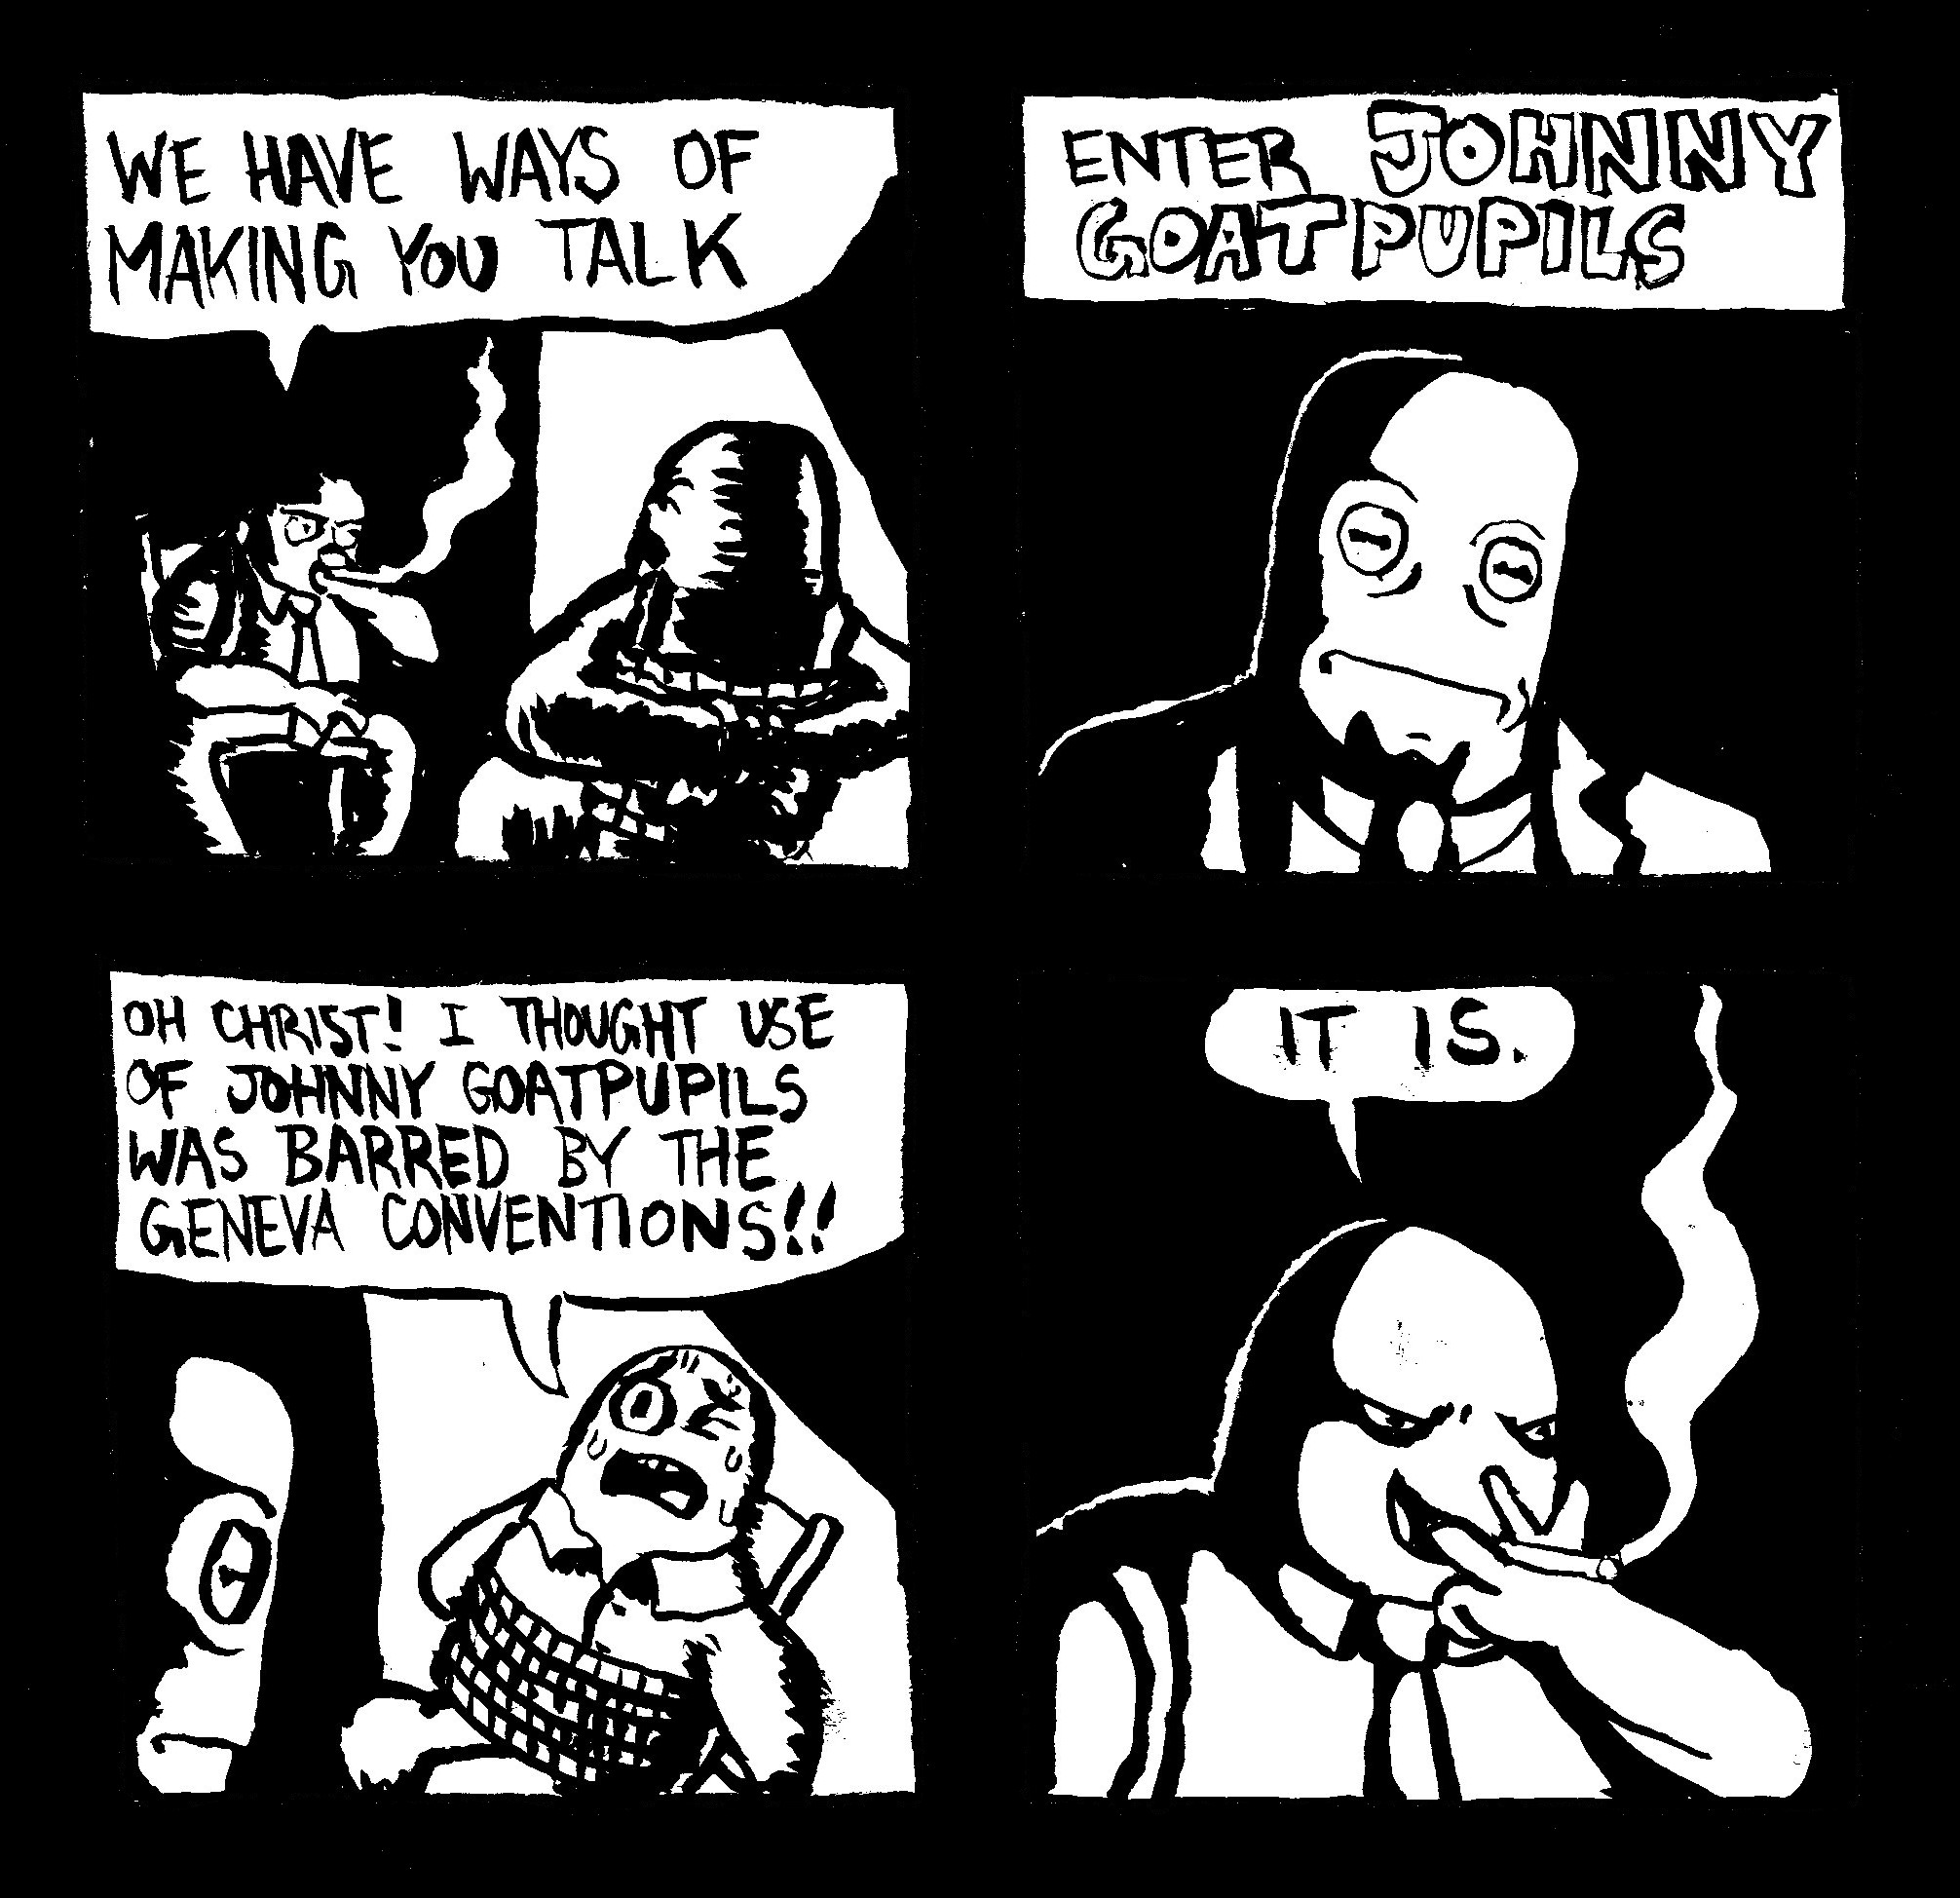 WE HAVE WAYS OF
MAKING YOU TALK
ENTER JOHNNY
GOATPUPILS
OH CHRIST! I THOUGHT USE
OF JOHNNY GOATPUPILS
WAS BARRED BY THE
GENEVA CONVENTIONS!!
IT IS.